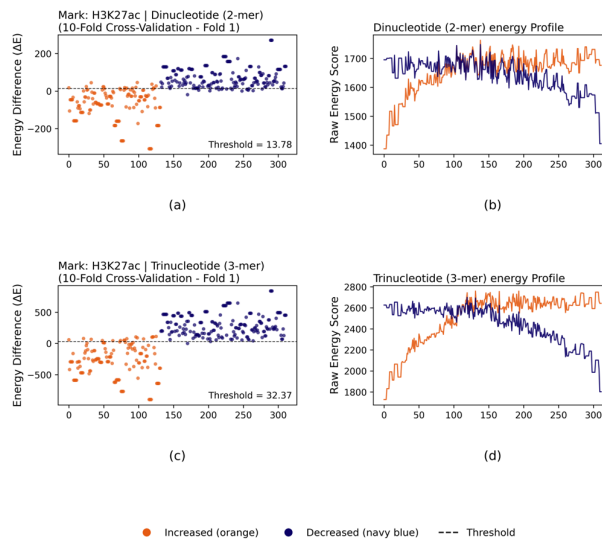 Mark: H3K27ac | Dinucleotide (2-mer)
(10-Fold Cross-Validation - Fold 1)
Energy Difference (ΔE)
200
0
−200
Threshold = 13.78
0 50 100 150 200 250 300
(a)
Dinucleotide (2-mer) energy Profile
Raw Energy Score
1700
1600
1500
1400
0 50 100 150 200 250 300
(b)
Mark: H3K27ac | Trinucleotide (3-mer)
(10-Fold Cross-Validation - Fold 1)
Energy Difference (ΔE)
500
0
−500
Threshold = 32.37
0 50 100 150 200 250 300
(c)
Trinucleotide (3-mer) energy Profile
Raw Energy Score
2800
2600
2400
2200
2000
1800
0 50 100 150 200 250 300
(d)
Increased (orange) Decreased (navy blue) Threshold